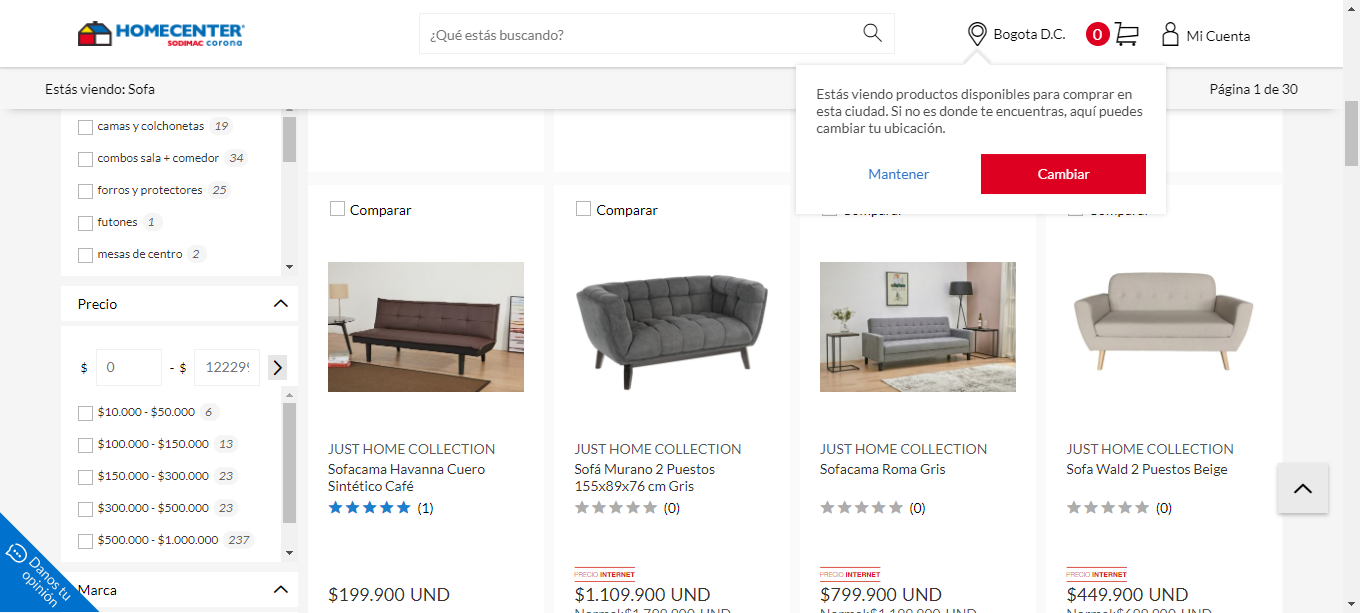 HOMECENTER
SODIMAC corona
¿Qué estás buscando?
Bogota D.C.
0
Mi Cuenta
Estás viendo: Sofa
Página 1 de 30
Estás viendo productos disponibles para comprar en
esta ciudad. Si no es donde te encuentras, aquí puedes
cambiar tu ubicación.
Mantener
Cambiar
camas y colchonetas 19
combos sala + comedor 34
forros y protectores 25
futones 1
mesas de centro 2
Precio
$ 0 - $ 12229
$10.000 - $50.000 6
$100.000 - $150.000 13
$150.000 - $300.000 23
$300.000 - $500.000 23
$500.000 - $1.000.000 237
Marca
Danos tu
opinión
Comparar
JUST HOME COLLECTION
Sofacama Havanna Cuero
Sintético Café
(1)
$199.900 UND
Comparar
JUST HOME COLLECTION
Sofá Murano 2 Puestos
155x89x76 cm Gris
(0)
PRECIO INTERNET
$1.109.900 UND
Normal:$1.799.900 UND
Comparar
JUST HOME COLLECTION
Sofacama Roma Gris
(0)
PRECIO INTERNET
$799.900 UND
Normal:$1.199.900 UND
Comparar
JUST HOME COLLECTION
Sofa Wald 2 Puestos Beige
(0)
PRECIO INTERNET
$449.900 UND
Normal:$699.900 UND